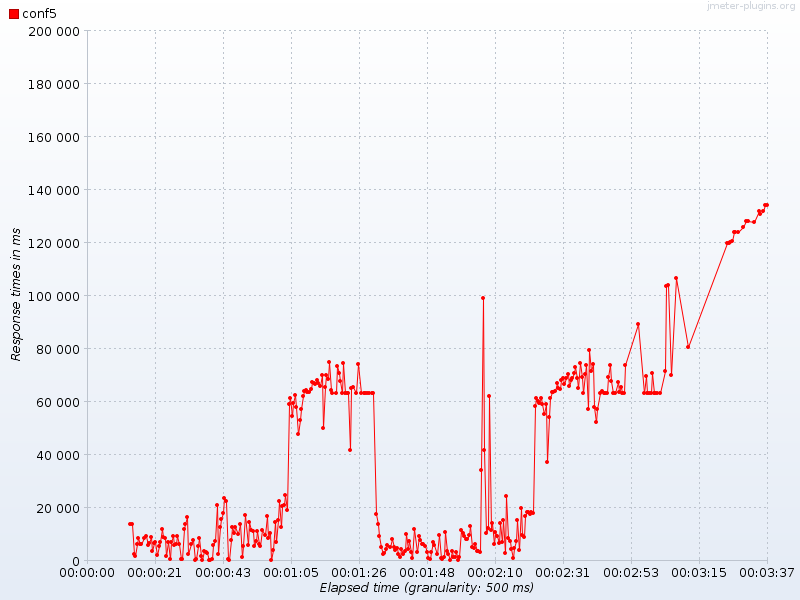 jmeter-plugins.org
conf5
200 000
180 000
160 000
140 000
120 000
100 000
80 000
60 000
40 000
20 000
0
Response times in ms
00:00:00 00:00:21 00:00:43 00:01:05 00:01:26 00:01:48 00:02:10 00:02:31 00:02:53 00:03:15 00:03:37
Elapsed time (granularity: 500 ms)